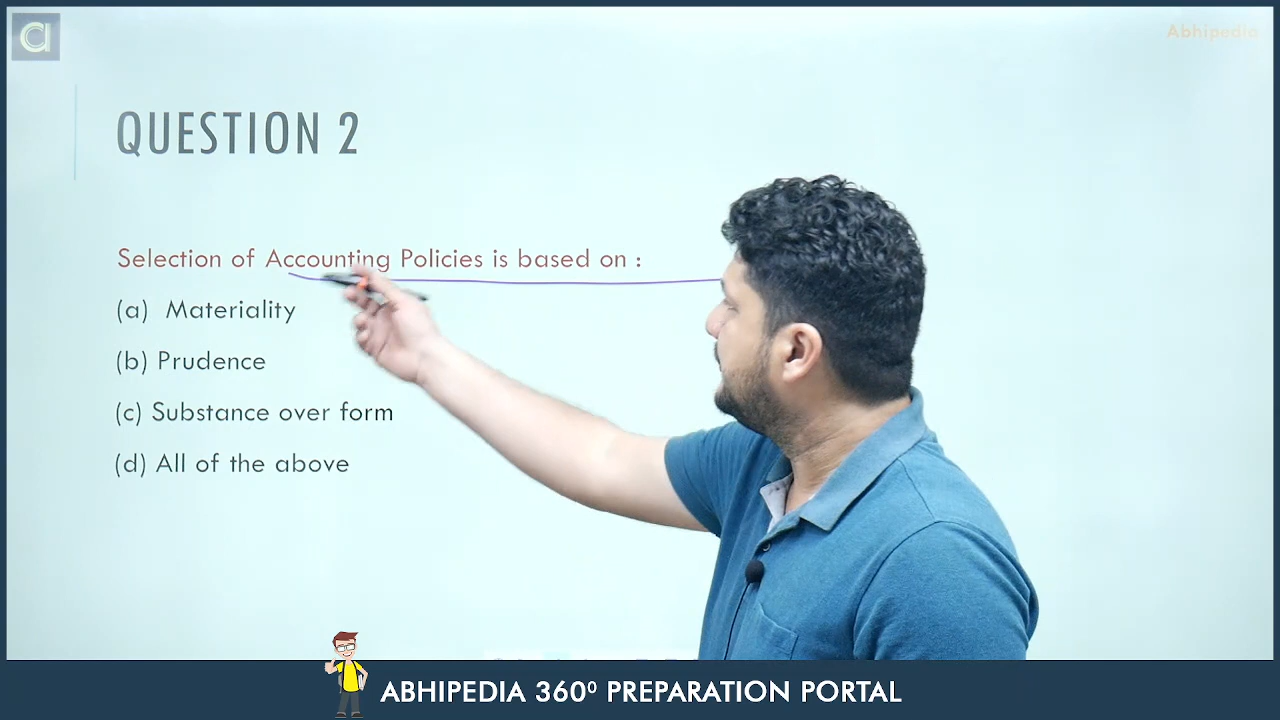 Abhipedia
QUESTION 2
Selection of Accounting Policies is based on :
(a) Materiality
(b) Prudence
(c) Substance over form
(d) All of the above
ABHIPEDIA 360⁰ PREPARATION PORTAL